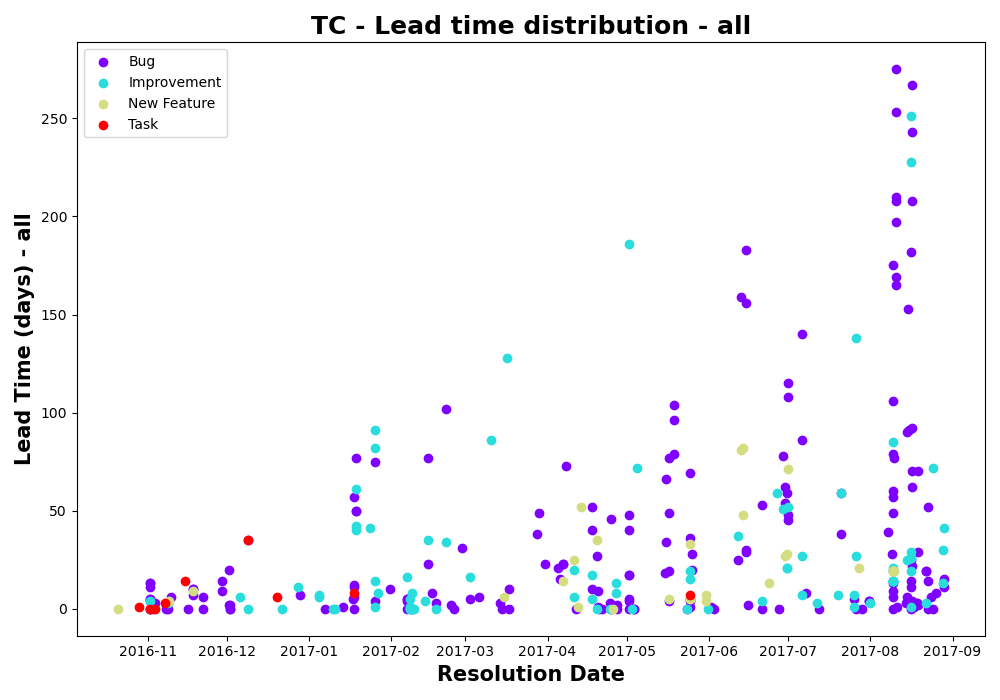 TC - Lead time distribution - all
Bug
Improvement
New Feature
Task
Lead Time (days) - all
250
200
150
100
50
0
2016-11 2016-12 2017-01 2017-02 2017-03 2017-04 2017-05 2017-06 2017-07 2017-08 2017-09
Resolution Date